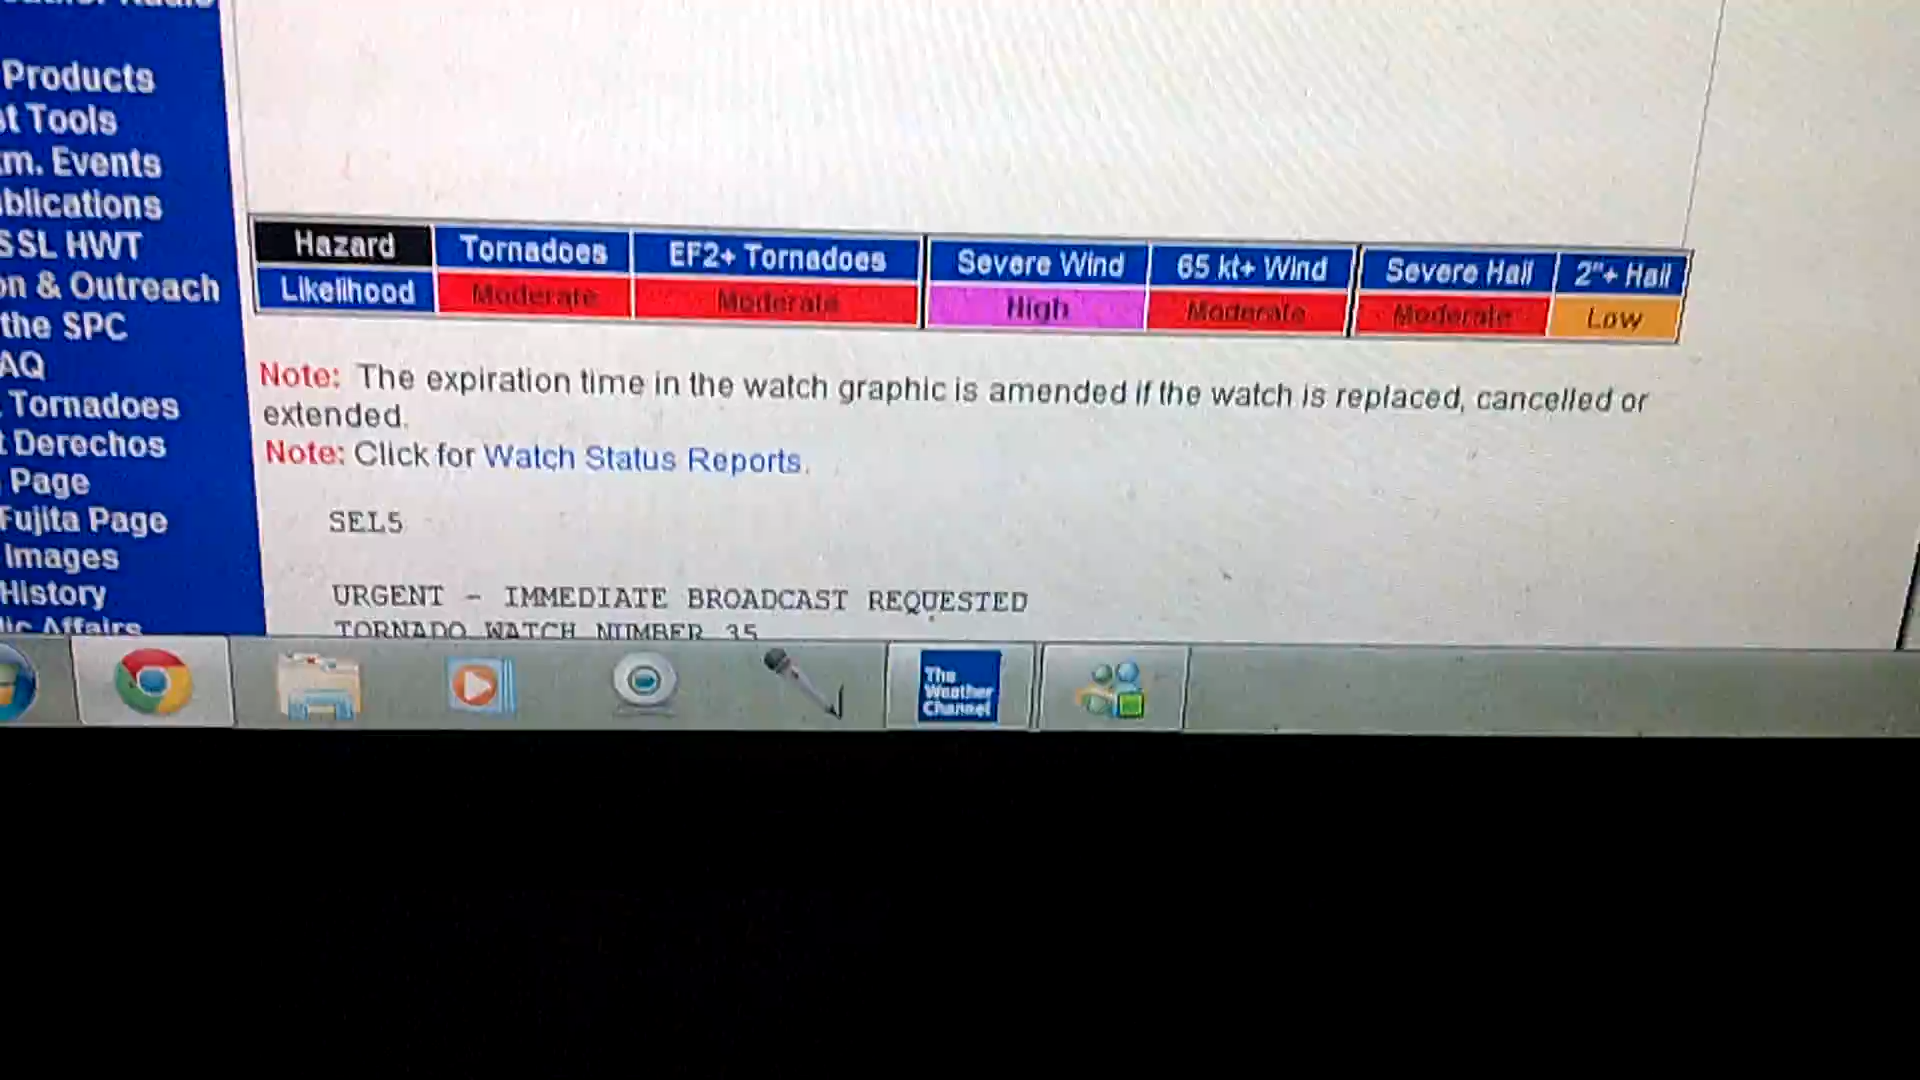 Products
st Tools
m. Events
blications
SSL HWT
on & Outreach
the SPC
AQ
Tornadoes
t Derechos
Page
Fujita Page
Images
History
lic Affairs
Hazard Tornadoes EF2+ Tornadoes Severe Wind 65 kt+ Wind Severe Hail 2"+ Hail
Likelihood Moderate Moderate High Moderate Moderate Low
Note: The expiration time in the watch graphic is amended if the watch is replaced, cancelled or
extended.
Note: Click for Watch Status Reports.
SEL5
URGENT - IMMEDIATE BROADCAST REQUESTED
TORNADO WATCH NUMBER 35
The
Weather
Channel